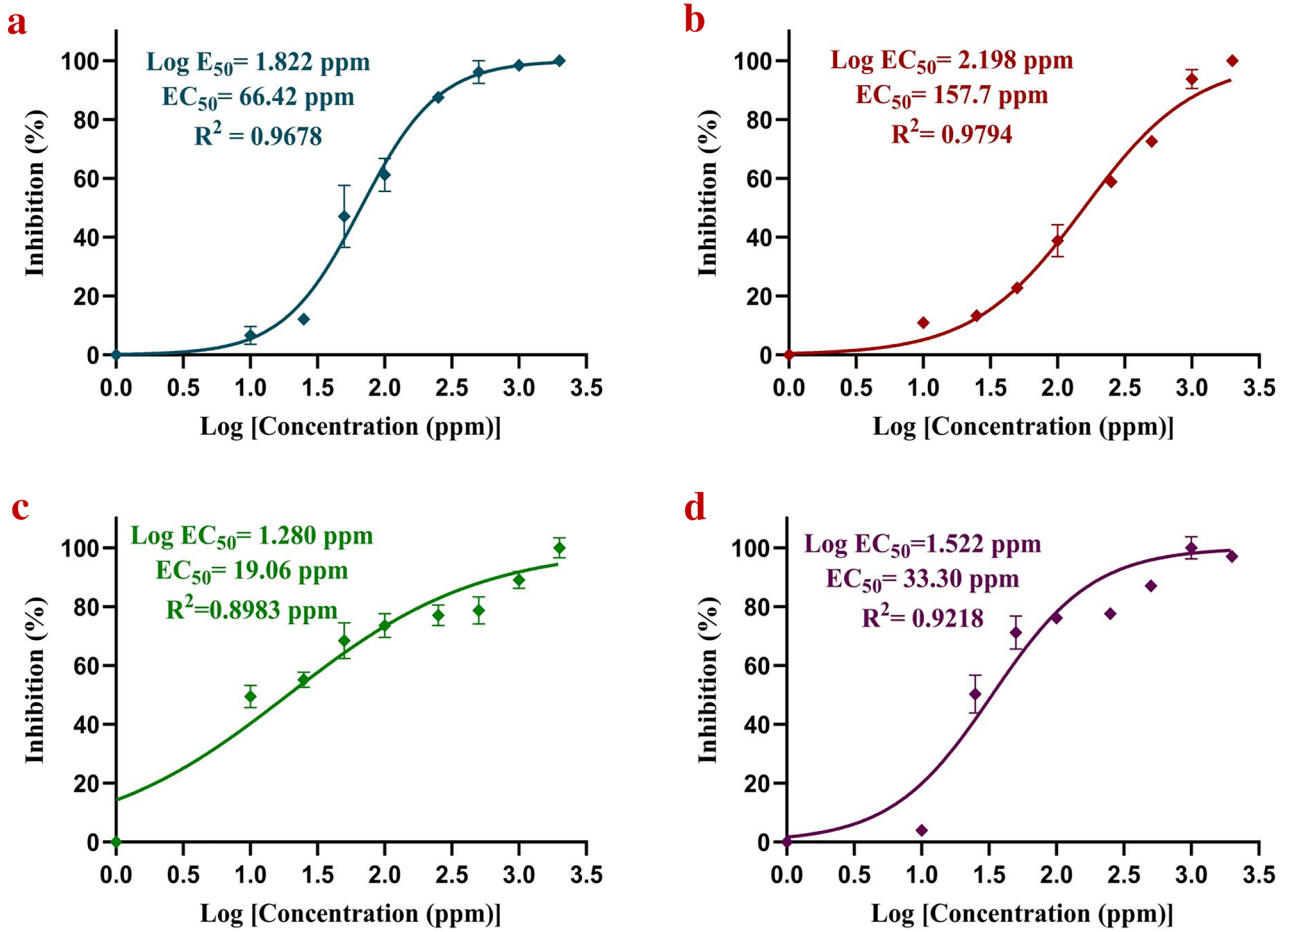 a
Log E50= 1.822 ppm
EC50= 66.42 ppm
R2 = 0.9678
Inhibition (%)
100
80
60
40
20
0
0.0 0.5 1.0 1.5 2.0 2.5 3.0 3.5
Log [Concentration (ppm)]
b
Log EC50= 2.198 ppm
EC50= 157.7 ppm
R2= 0.9794
Inhibition (%)
100
80
60
40
20
0
0.0 0.5 1.0 1.5 2.0 2.5 3.0 3.5
Log [Concentration (ppm)]
c
Log EC50= 1.280 ppm
EC50= 19.06 ppm
R2=0.8983 ppm
Inhibition (%)
100
80
60
40
20
0
0.0 0.5 1.0 1.5 2.0 2.5 3.0 3.5
Log [Concentration (ppm)]
d
Log EC50=1.522 ppm
EC50= 33.30 ppm
R2= 0.9218
Inhibition (%)
100
80
60
40
20
0
0.0 0.5 1.0 1.5 2.0 2.5 3.0 3.5
Log [Concentration (ppm)]